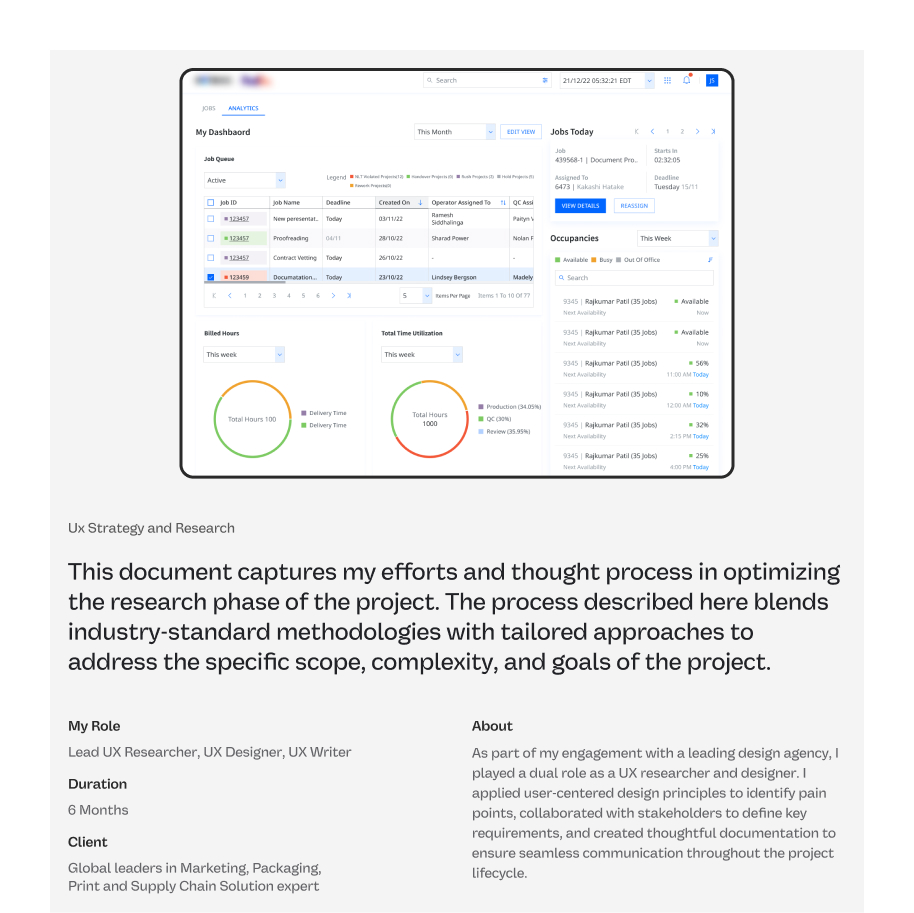 Search
21/12/22 05:32:21 EDT
JS
JOBS ANALYTICS
My Dashbaord
This Month
EDIT VIEW
Job Queue
Active
Legend
Handover Projects (0)
Rush Projects (3)
Hold Projects (0)
Rework Projects(0)
Job ID Job Name Deadline Created On Operator Assigned To QC Assi
123457 New peresentat.. Today 03/11/22 Ramesh Siddhalinga Paityn V
123457 Proofreading 04/11 28/10/22 Sharad Power Nolan F
123457 Contract Vetting Today 26/10/22 - -
123459 Documatation... Today 23/10/22 Lindsey Bergson Madely
1 2 3 4 5 6
5 Items Per Page Items 1 To 10 Of 77
Billed Hours
This week
Total Hours 100
Delivery Time
Delivery Time
Total Time Utilization
This week
Total Hours
1000
Production (34.05%)
QC (30%)
Review (35.95%)
Jobs Today
1 2
Job
439568-1 | Document Pro..
Starts In
02:32:05
Assigned To
6473 | Kakashi Hatake
Deadline
Tuesday 15/11
VIEW DETAILS REASSIGN
Occupancies
This Week
Available Busy Out Of Office
Search
9345 | Rajkumar Patil (35 Jobs) Available
Next Availability Now
9345 | Rajkumar Patil (35 Jobs) Available
Next Availability Now
9345 | Rajkumar Patil (35 Jobs) 56%
Next Availability 11:00 AM Today
9345 | Rajkumar Patil (35 Jobs) 10%
Next Availability 12:00 AM Today
9345 | Rajkumar Patil (35 Jobs) 32%
Next Availability 2:15 PM Today
9345 | Rajkumar Patil (35 Jobs) 25%
Next Availability 4:00 PM Today
Ux Strategy and Research
This document captures my efforts and thought process in optimizing
the research phase of the project. The process described here blends
industry-standard methodologies with tailored approaches to
address the specific scope, complexity, and goals of the project.
My Role
Lead UX Researcher, UX Designer, UX Writer
Duration
6 Months
Client
Global leaders in Marketing, Packaging,
Print and Supply Chain Solution expert
About
As part of my engagement with a leading design agency, I
played a dual role as a UX researcher and designer. I
applied user-centered design principles to identify pain
points, collaborated with stakeholders to define key
requirements, and created thoughtful documentation to
ensure seamless communication throughout the project
lifecycle.